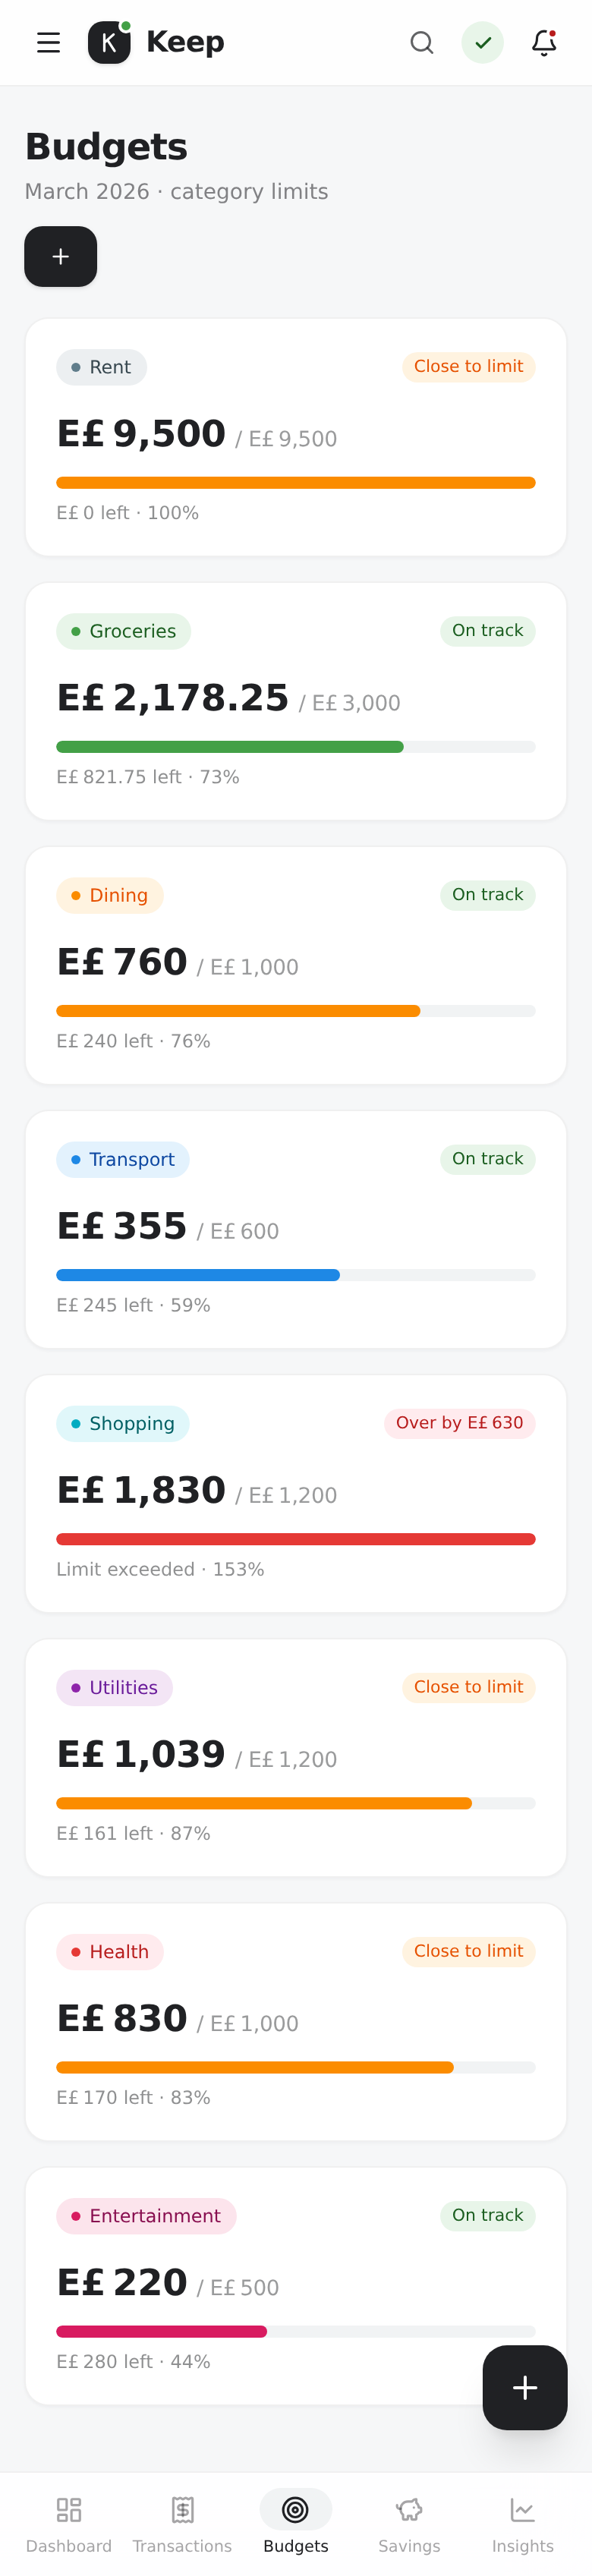 K Keep
Budgets
March 2026 · category limits
+
Rent Close to limit
E£ 9,500 / E£ 9,500
E£ 0 left · 100%
Groceries On track
E£ 2,178.25 / E£ 3,000
E£ 821.75 left · 73%
Dining On track
E£ 760 / E£ 1,000
E£ 240 left · 76%
Transport On track
E£ 355 / E£ 600
E£ 245 left · 59%
Shopping Over by E£ 630
E£ 1,830 / E£ 1,200
Limit exceeded · 153%
Utilities Close to limit
E£ 1,039 / E£ 1,200
E£ 161 left · 87%
Health Close to limit
E£ 830 / E£ 1,000
E£ 170 left · 83%
Entertainment On track
E£ 220 / E£ 500
E£ 280 left · 44%
+
Dashboard Transactions Budgets Savings Insights